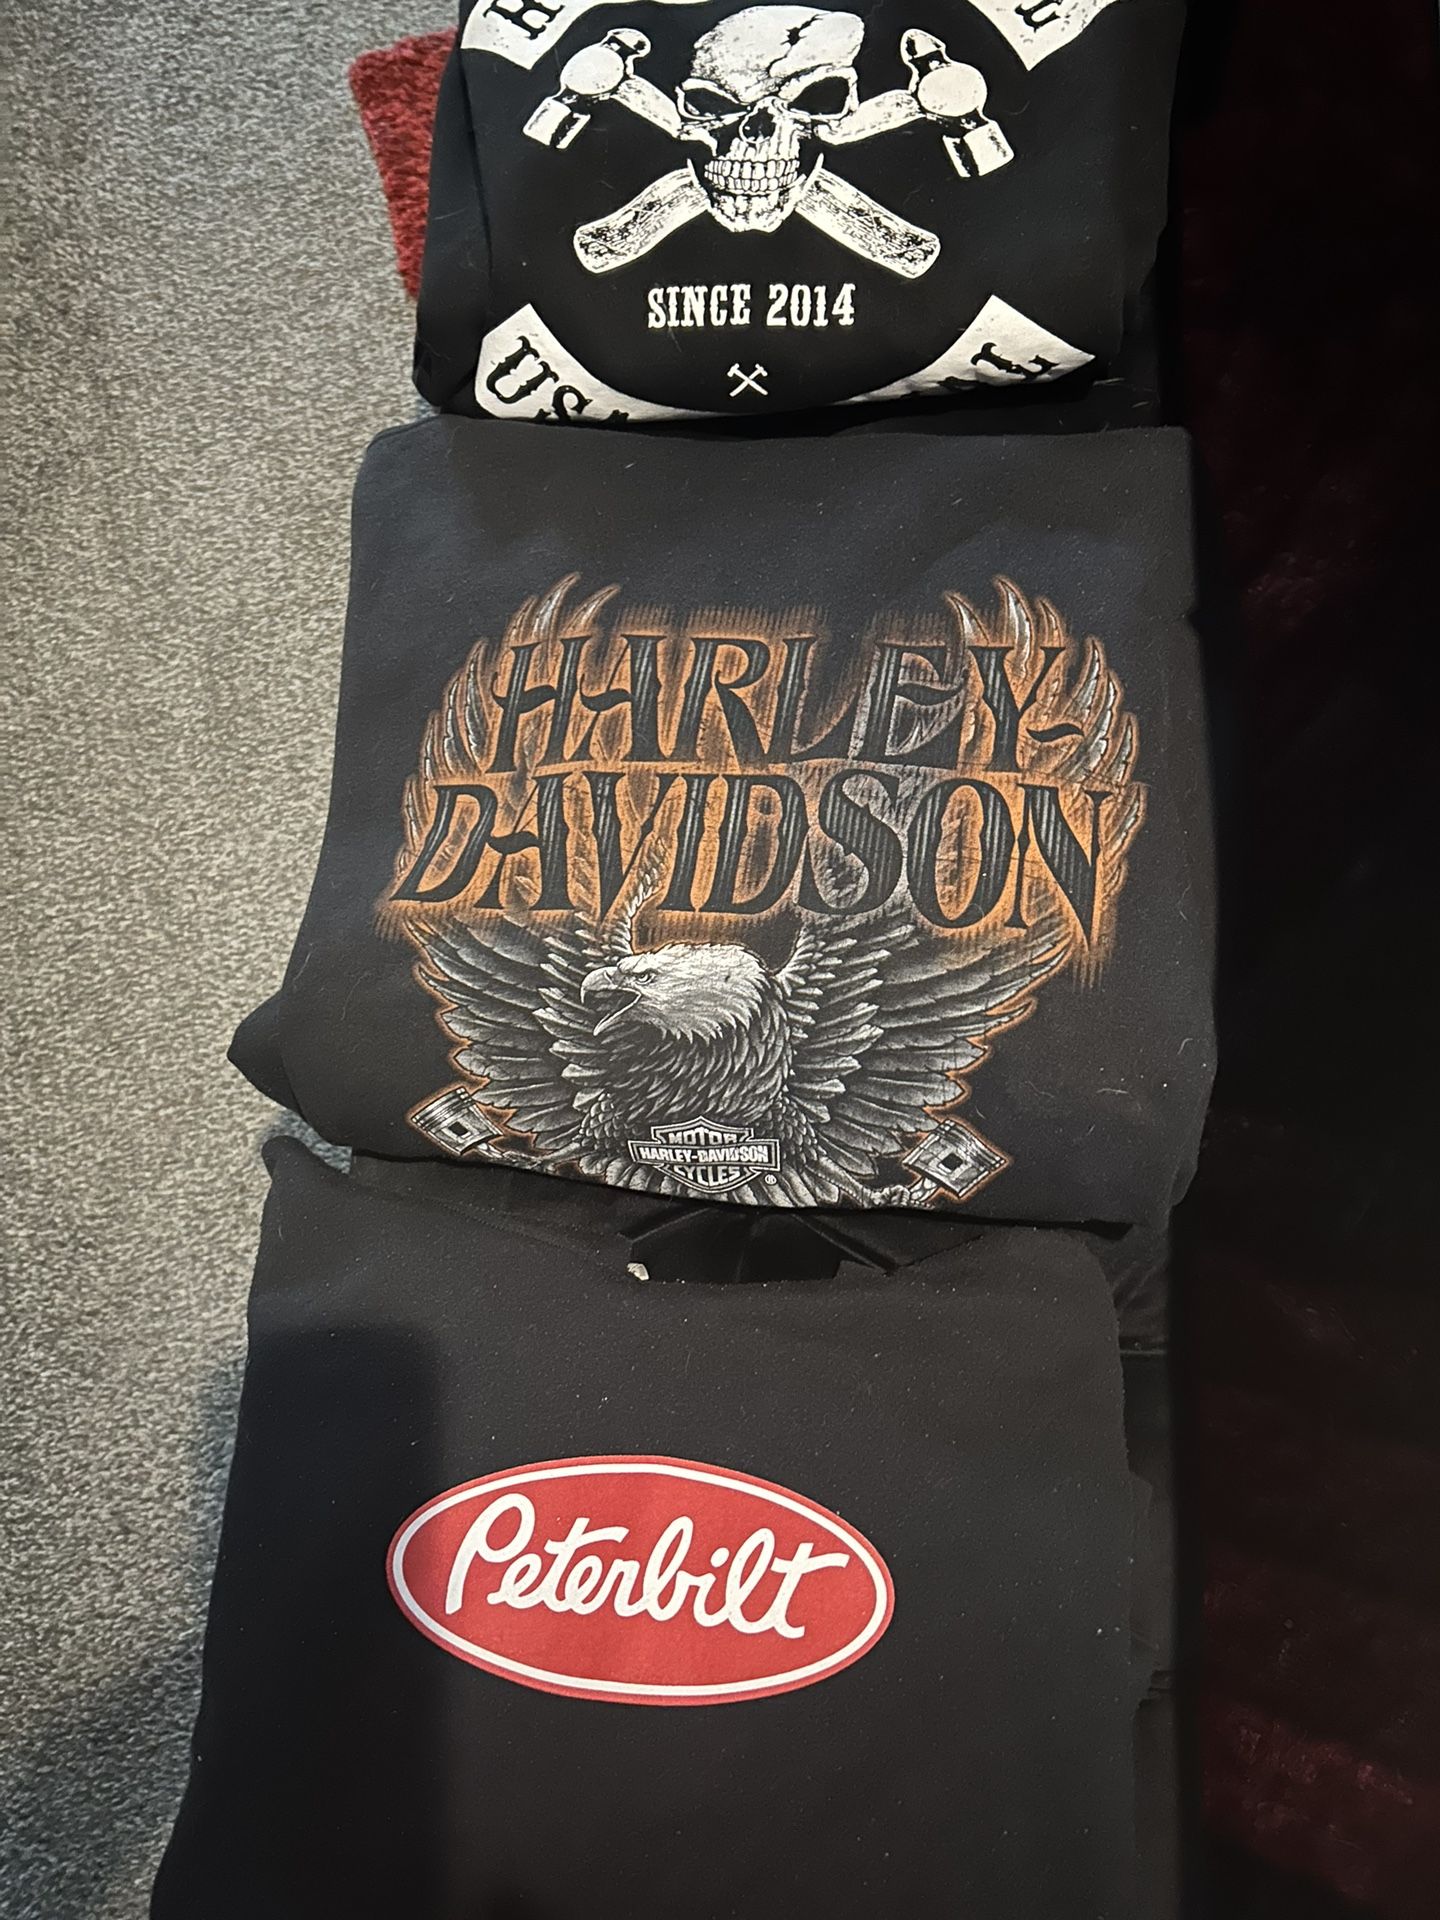 SINCE 2014
HARLEY-
DAVIDSON
MOTOR
HARLEY-DAVIDSON
CYCLES
®
Peterbilt